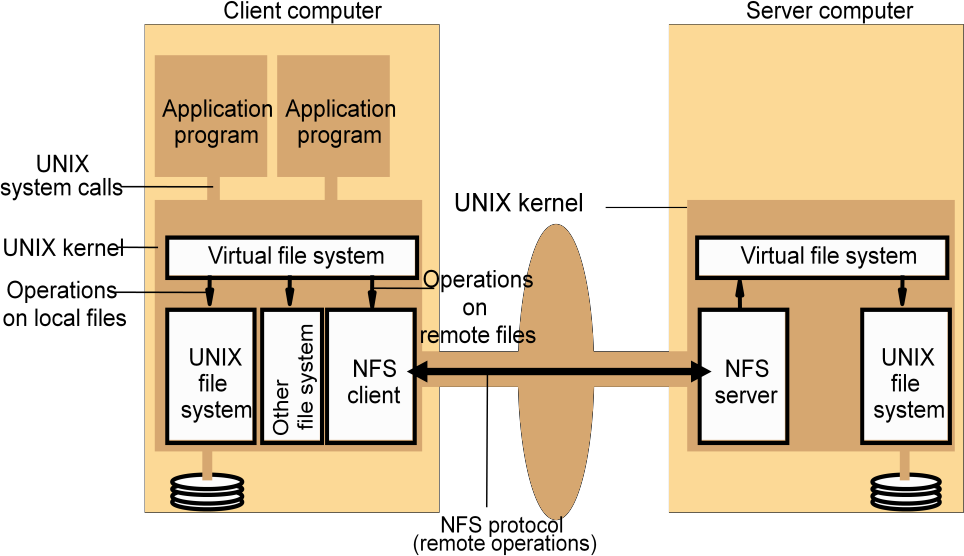 Client computer
Server computer
Application
program
Application
program
UNIX
system calls
UNIX kernel
UNIX kernel
Virtual file system
Virtual file system
Operations
on local files
Operations
on
remote files
UNIX
file
system
Other
file system
NFS
client
NFS
server
UNIX
file
system
NFS protocol
(remote operations)